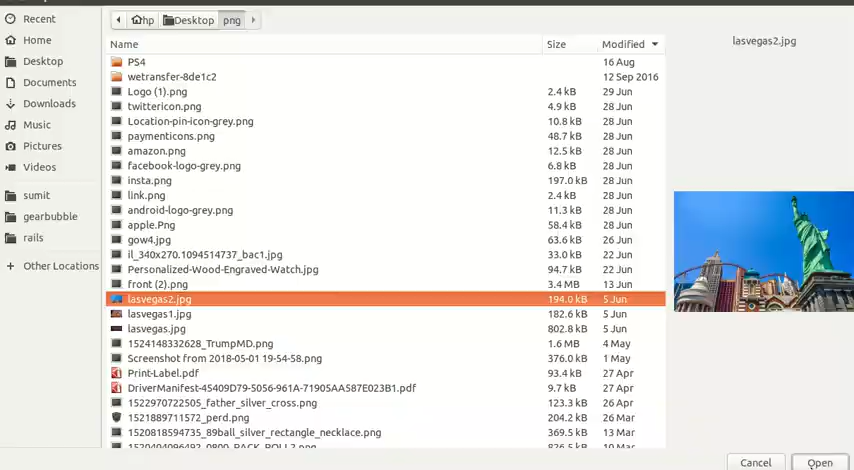 Recent
Home
Desktop
Documents
Downloads
Music
Pictures
Videos
sumit
gearbubble
rails
Other Locations
hp Desktop png
Name Size Modified
PS4 16 Aug
wetransfer-8de1c2 12 Sep 2016
Logo (1).png 2.4 kB 29 Jun
twittericon.png 4.9 kB 28 Jun
Location-pin-icon-grey.png 10.8 kB 28 Jun
paymenticons.png 48.7 kB 28 Jun
amazon.png 12.5 kB 28 Jun
facebook-logo-grey.png 6.8 kB 28 Jun
insta.png 197.0 kB 28 Jun
link.png 2.4 kB 28 Jun
android-logo-grey.png 11.3 kB 28 Jun
apple.Png 58.4 kB 28 Jun
gow4.jpg 63.6 kB 26 Jun
il_340x270.1094514737_bac1.jpg 33.0 kB 22 Jun
Personalized-Wood-Engraved-Watch.jpg 94.7 kB 22 Jun
front (2).png 3.4 MB 13 Jun
lasvegas2.jpg 194.0 kB 5 Jun
lasvegas1.jpg 182.6 kB 5 Jun
lasvegas.jpg 802.8 kB 5 Jun
1524148332628_TrumpMD.png 1.6 MB 4 May
Screenshot from 2018-05-01 19-54-58.png 376.0 kB 1 May
Print-Label.pdf 93.4 kB 27 Apr
DriverManifest-45409D79-5056-961A-71905AA587E023B1.pdf 9.7 kB 27 Apr
1522970722505_father_silver_cross.png 123.3 kB 26 Apr
1521889711572_perd.png 204.2 kB 26 Mar
1520818594735_89ball_silver_rectangle_necklace.png 369.5 kB 13 Mar
lasvegas2.jpg
Cancel Open